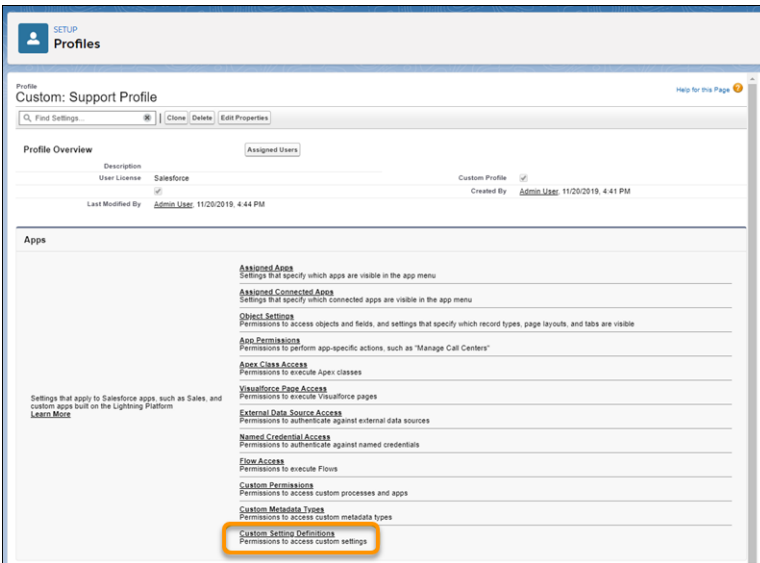 SETUP
Profiles
Profile
Custom: Support Profile
Help for this Page
Find Settings...
Clone Delete Edit Properties
Profile Overview
Assigned Users
Description
User License Salesforce Custom Profile
Created By Admin User, 11/20/2019, 4:41 PM
Last Modified By Admin User, 11/20/2019, 4:44 PM
Apps
Assigned Apps
Settings that specify which apps are visible in the app menu
Assigned Connected Apps
Settings that specify which connected apps are visible in the app menu
Object Settings
Permissions to access objects and fields, and settings that specify which record types, page layouts, and tabs are visible
App Permissions
Permissions to perform app-specific actions, such as "Manage Call Centers"
Apex Class Access
Permissions to execute Apex classes
Settings that apply to Salesforce apps, such as Sales, and
custom apps built on the Lightning Platform
Learn More
Visualforce Page Access
Permissions to execute Visualforce pages
External Data Source Access
Permissions to authenticate against external data sources
Named Credential Access
Permissions to authenticate against named credentials
Flow Access
Permissions to execute Flows
Custom Permissions
Permissions to access custom processes and apps
Custom Metadata Types
Permissions to access custom metadata types
Custom Setting Definitions
Permissions to access custom settings